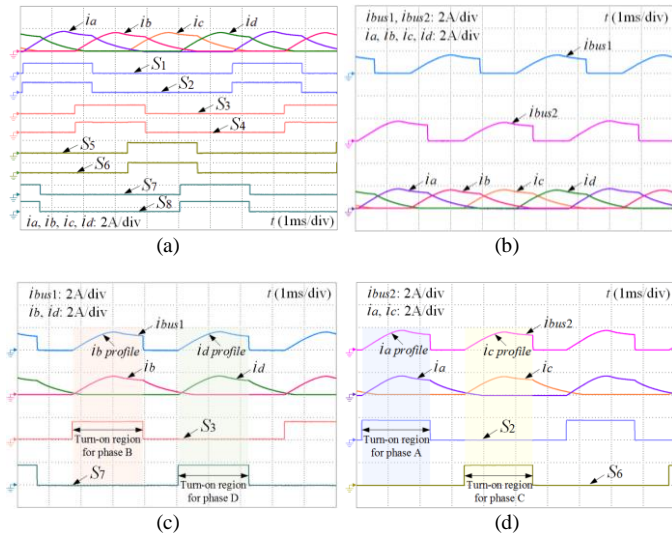 ia ib ic id
S1
S2
S3
S4
S5
S6
S7
S8
ia, ib, ic, id: 2A/div t (1ms/div)
(a)
ibus1, ibus2: 2A/div t (1ms/div)
ia, ib, ic, id: 2A/div
ibus1
ibus2
ia ib ic id
(b)
ibus1: 2A/div t (1ms/div)
ib, id: 2A/div
ibus1
ib profile id profile
ib id
S3
Turn-on region
for phase B
S7
Turn-on region
for phase D
(c)
ibus2: 2A/div t (1ms/div)
ia, ic: 2A/div
ibus2
ia profile ic profile
ia ic
Turn-on region
for phase A
S2
Turn-on region
for phase C
S6
(d)